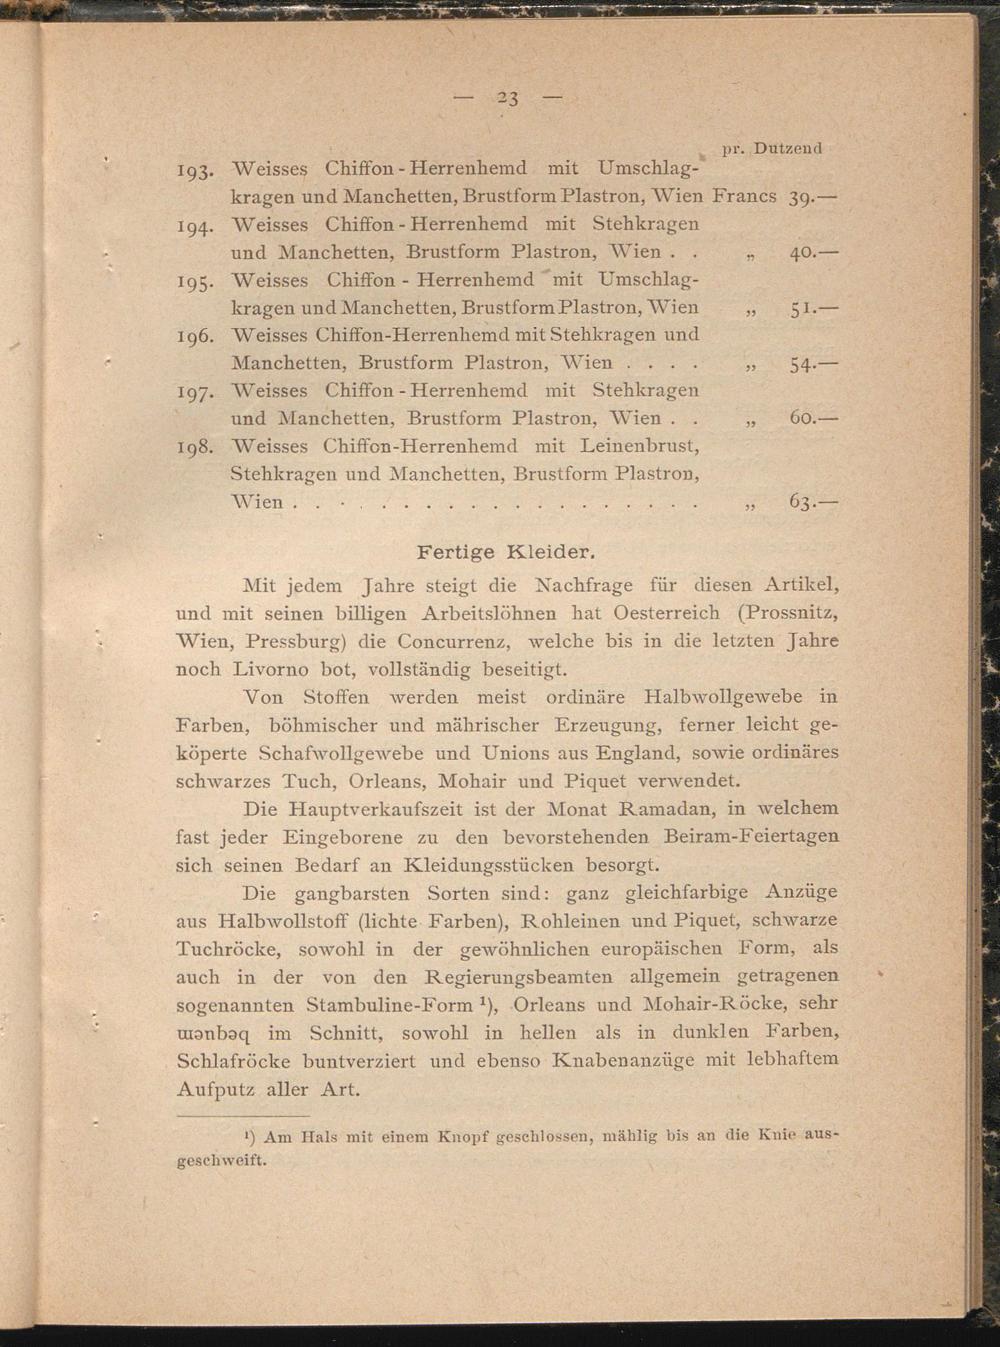 — 23 —
pr. Dutzend
193. Weisses Chiffon-Herrenhemd mit Umschlag-
kragen und Manchetten, Brustform Plastron, Wien Francs 39.—
194. Weisses Chiffon-Herrenhemd mit Stehkragen
und Manchetten, Brustform Plastron, Wien . . „ 40.—
195. Weisses Chiffon-Herrenhemd mit Umschlag-
kragen und Manchetten, Brustform Plastron, Wien „ 51.—
196. Weisses Chiffon-Herrenhemd mit Stehkragen und
Manchetten, Brustform Plastron, Wien . . . . „ 54.—
197. Weisses Chiffon-Herrenhemd mit Stehkragen
und Manchetten, Brustform Plastron, Wien . . „ 60.—
198. Weisses Chiffon-Herrenhemd mit Leinenbrust,
Stehkragen und Manchetten, Brustform Plastron,
Wien . . . . . . . . . . . . . . . . . . „ 63.—
Fertige Kleider.
Mit jedem Jahre steigt die Nachfrage für diesen Artikel,
und mit seinen billigen Arbeitslöhnen hat Oesterreich (Prossnitz,
Wien, Pressburg) die Concurrenz, welche bis in die letzten Jahre
noch Livorno bot, vollständig beseitigt.
Von Stoffen werden meist ordinäre Halbwollgewebe in
Farben, böhmischer und mährischer Erzeugung, ferner leicht ge-
köperte Schafwollgewebe und Unions aus England, sowie ordinäres
schwarzes Tuch, Orleans, Mohair und Piquet verwendet.
Die Hauptverkaufszeit ist der Monat Ramadan, in welchem
fast jeder Eingeborene zu den bevorstehenden Beiram-Feiertagen
sich seinen Bedarf an Kleidungsstücken besorgt.
Die gangbarsten Sorten sind: ganz gleichfarbige Anzüge
aus Halbwollstoff (lichte Farben), Rohleinen und Piquet, schwarze
Tuchröcke, sowohl in der gewöhnlichen europäischen Form, als
auch in der von den Regierungsbeamten allgemein getragenen
sogenannten Stambuline-Form ¹), Orleans und Mohair-Röcke, sehr
bequem im Schnitt, sowohl in hellen als in dunklen Farben,
Schlafröcke buntverziert und ebenso Knabenanzüge mit lebhaftem
Aufputz aller Art.
¹) Am Hals mit einem Knopf geschlossen, mählig bis an die Knie aus-
geschweift.